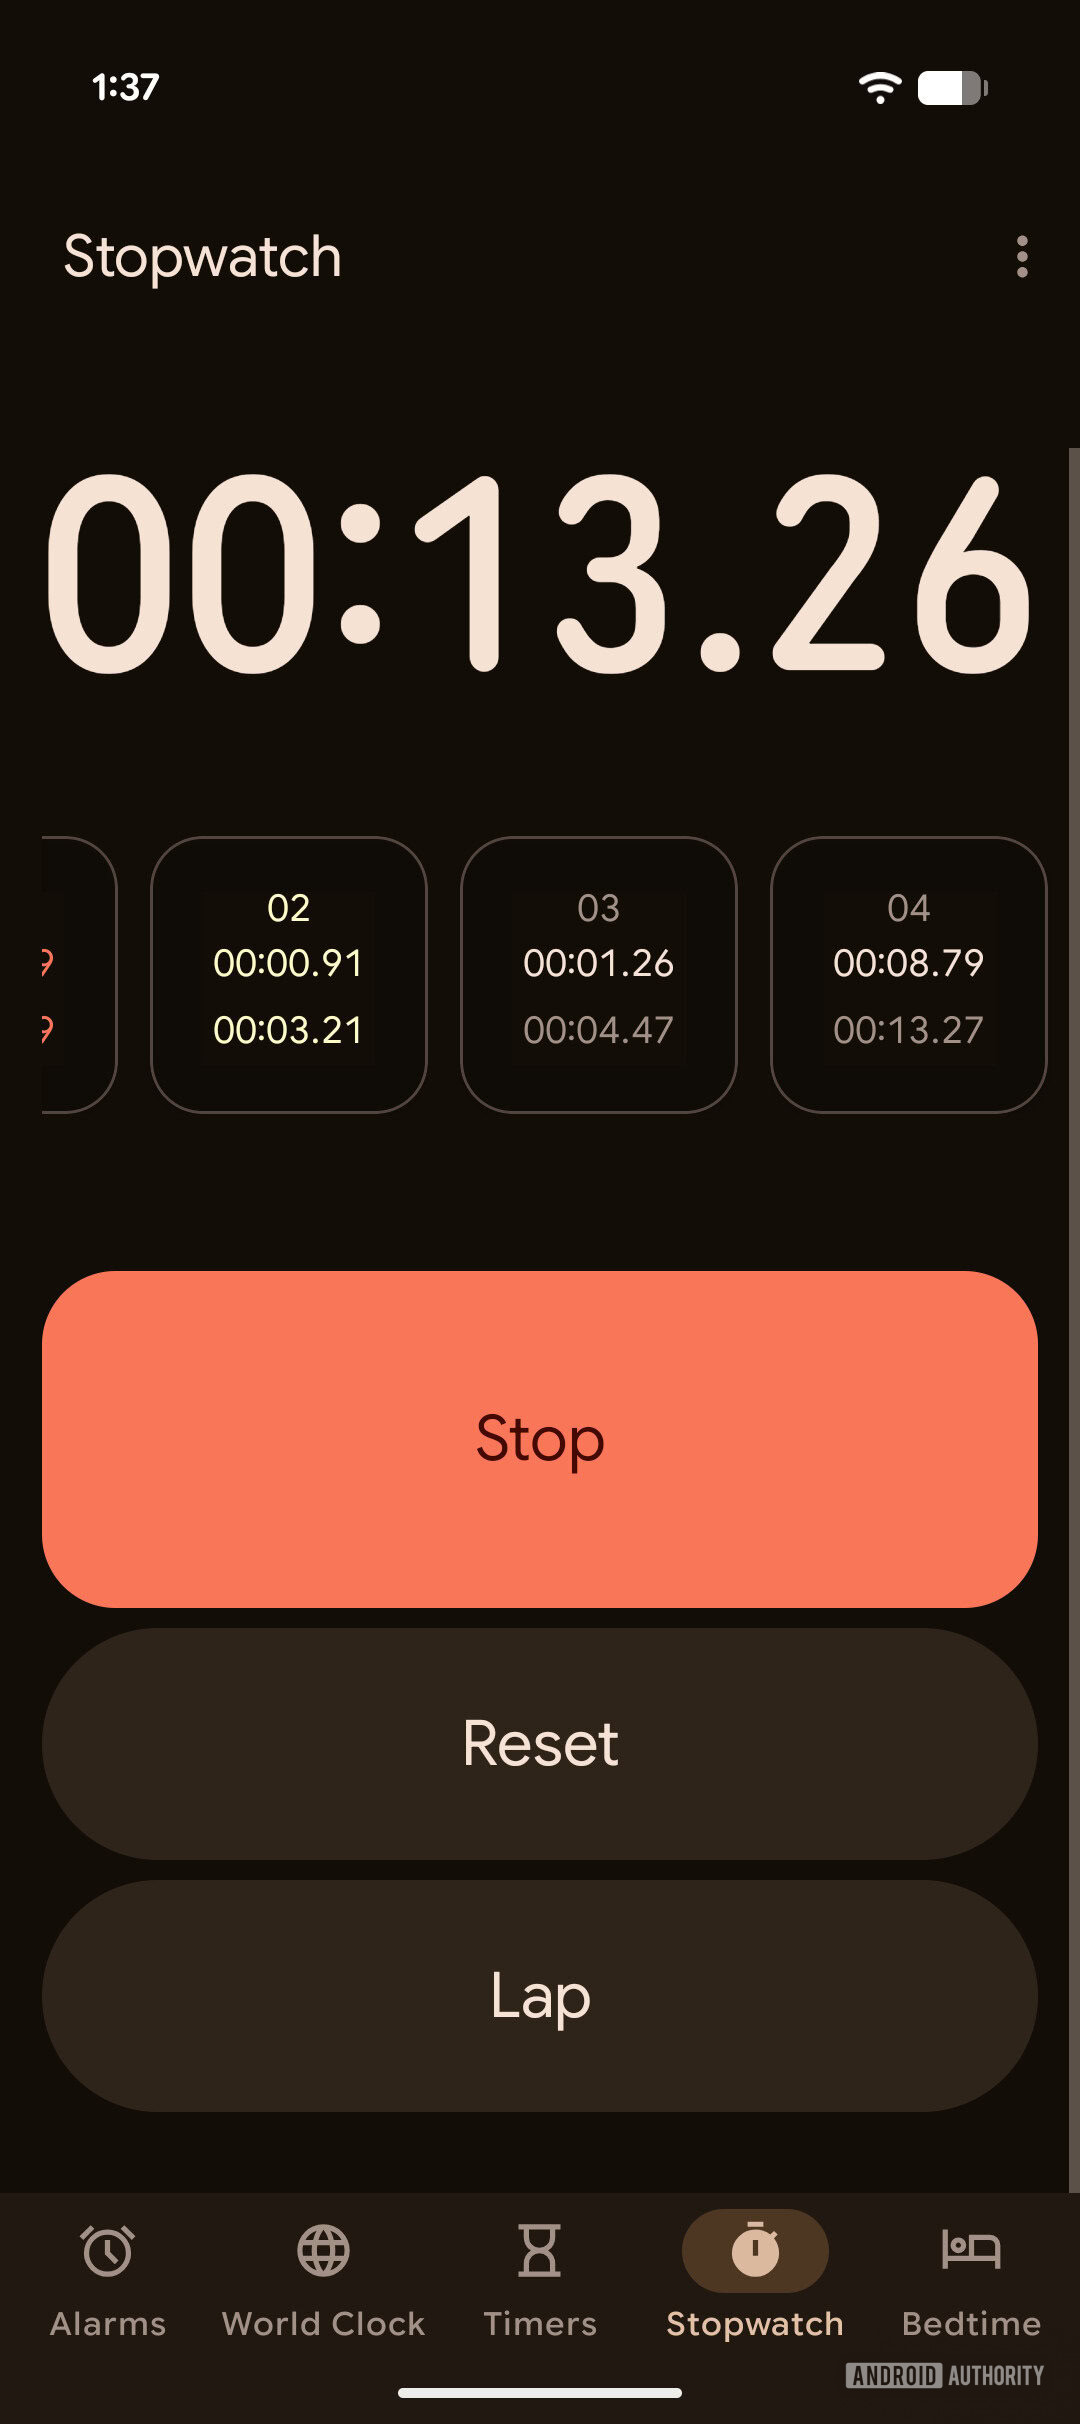 1:37
Stopwatch
00:13.26
02
00:00.91
00:03.21
03
00:01.26
00:04.47
04
00:08.79
00:13.27
Stop
Reset
Lap
Alarms World Clock Timers Stopwatch Bedtime
ANDROID AUTHORITY